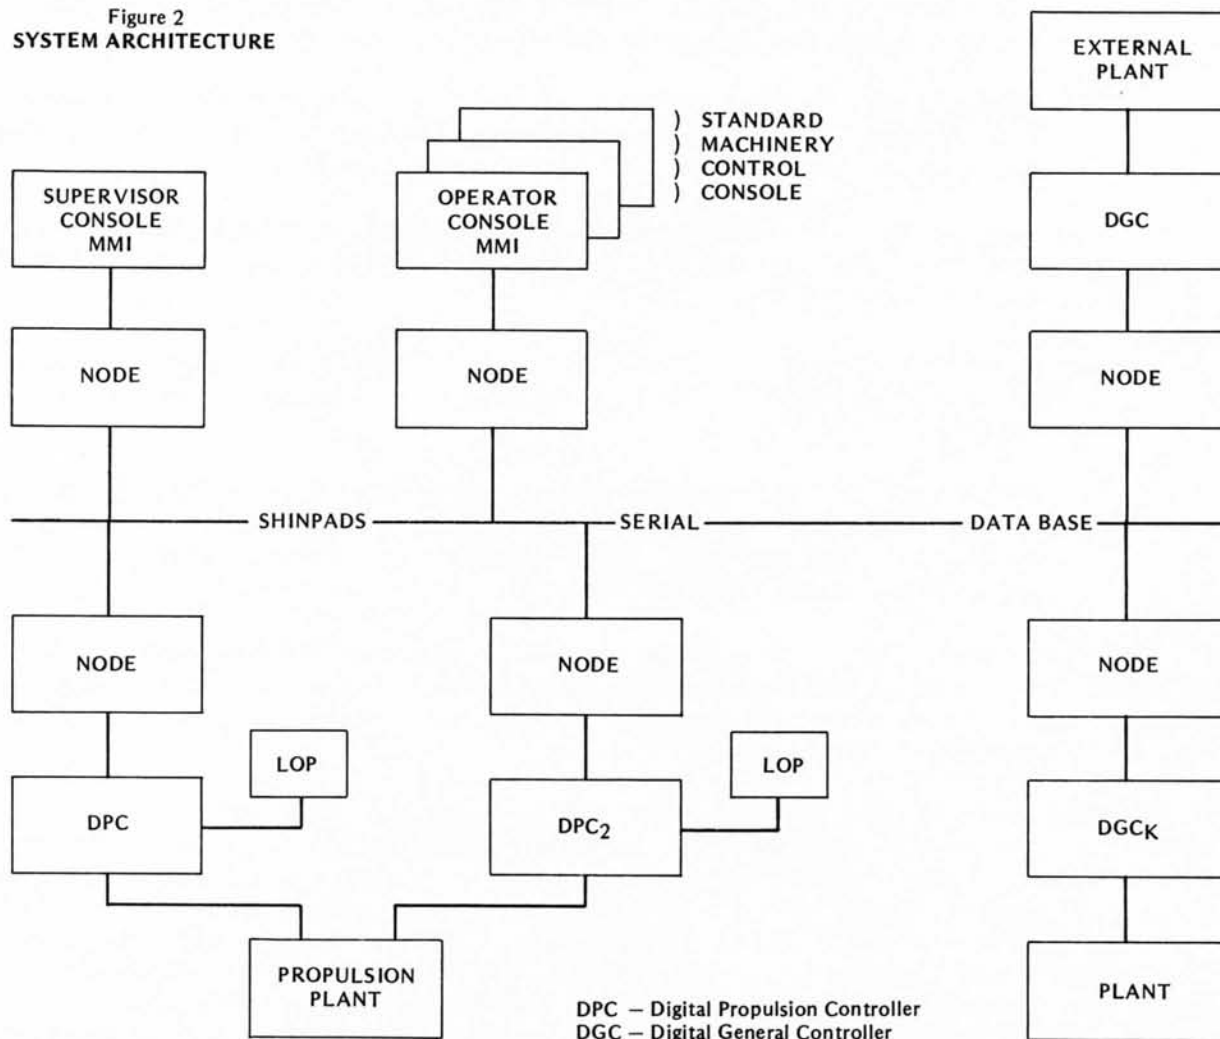 Figure 2
SYSTEM ARCHITECTURE
EXTERNAL
PLANT
) STANDARD
) MACHINERY
) CONTROL
) CONSOLE
SUPERVISOR
CONSOLE
MMI
OPERATOR
CONSOLE
MMI
DGC
NODE
NODE
NODE
SHINPADS
SERIAL
DATA BASE
NODE
NODE
NODE
LOP
LOP
DPC
DPC2
DGCK
PROPULSION
PLANT
PLANT
DPC – Digital Propulsion Controller
DGC – Digital General Controller